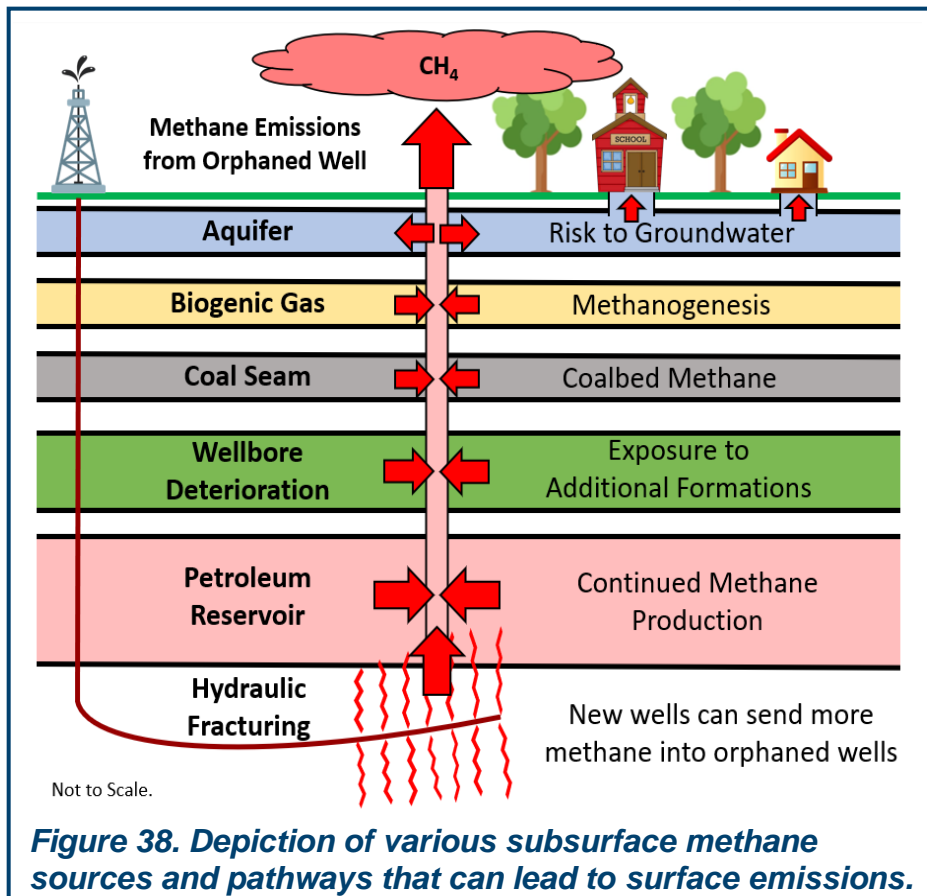 CH₄
Methane Emissions
from Orphaned Well
SCHOOL
Aquifer
Risk to Groundwater
Biogenic Gas
Methanogenesis
Coal Seam
Coalbed Methane
Wellbore
Deterioration
Exposure to
Additional Formations
Petroleum
Reservoir
Continued Methane
Production
Hydraulic
Fracturing
New wells can send more
methane into orphaned wells
Not to Scale.
Figure 38. Depiction of various subsurface methane
sources and pathways that can lead to surface emissions.